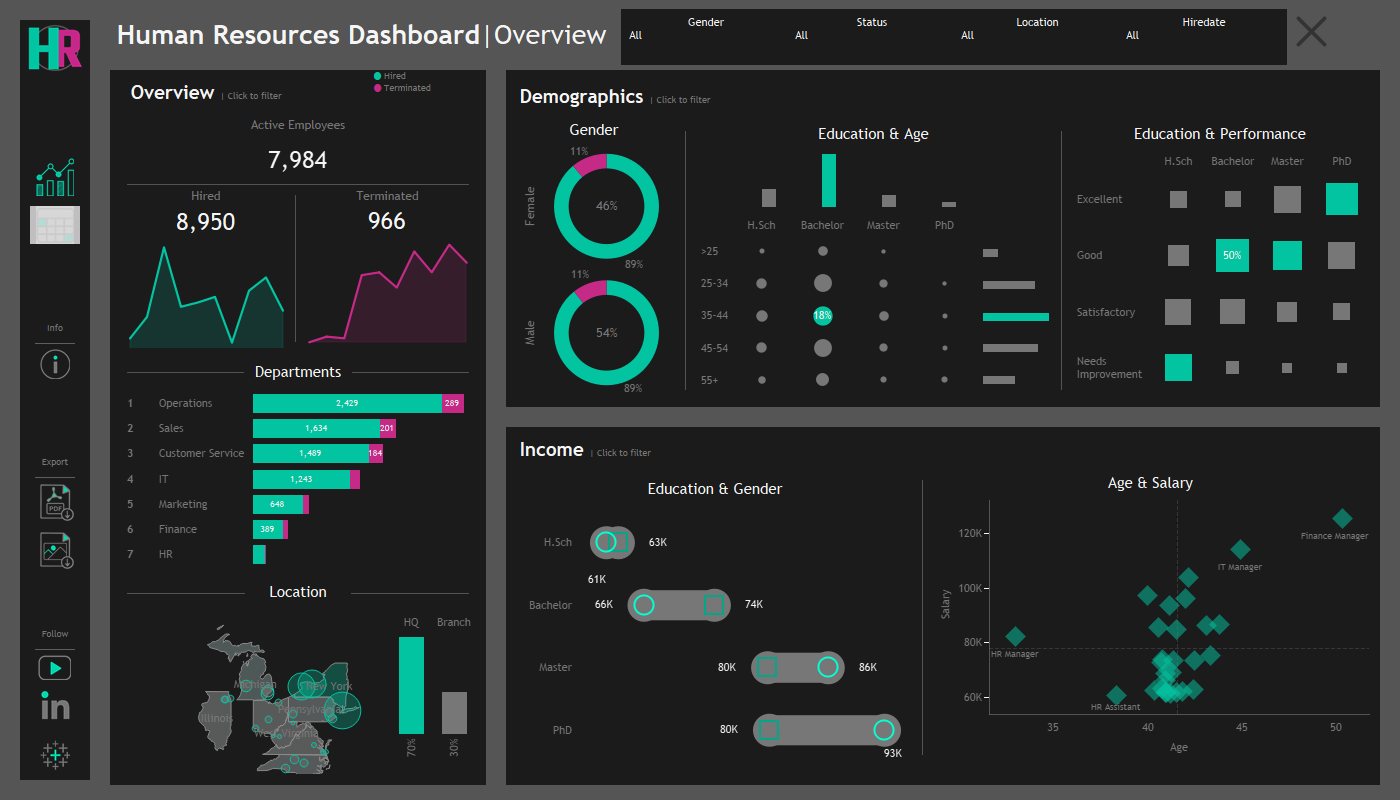 HR
Human Resources Dashboard|Overview
Gender Status Location Hiredate
All All All All
Info
Export
PDF
Follow
in
Overview | Click to filter
Hired
Terminated
Active Employees
7,984
Hired Terminated
8,950 966
Departments
1 Operations 2,429 289
2 Sales 1,634 201
3 Customer Service 1,489 184
4 IT 1,243
5 Marketing 648
6 Finance 389
7 HR
Location
HQ Branch
Michigan
New York
Illinois
Pennsylvania
West Virginia
70% 30%
Demographics | Click to filter
Gender
11%
Female 46%
89%
11%
Male 54%
89%
Education & Age
H.Sch Bachelor Master PhD
>25
25-34
35-44 18%
45-54
55+
Education & Performance
H.Sch Bachelor Master PhD
Excellent
Good 50%
Satisfactory
Needs
Improvement
Income | Click to filter
Education & Gender
H.Sch 63K
61K
Bachelor 66K 74K
Master 80K 86K
PhD 80K
93K
Age & Salary
Salary
120K
100K
80K
60K
Finance Manager
IT Manager
HR Manager
HR Assistant
35 40 45 50
Age